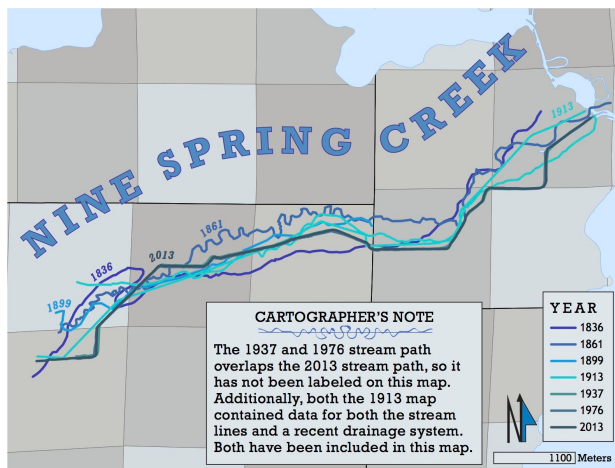 NINE SPRING CREEK
1913
1861
2013
1836
1899
CARTOGRAPHER'S NOTE
The 1937 and 1976 stream path
overlaps the 2013 stream path, so it
has not been labeled on this map.
Additionally, both the 1913 map
contained data for both the stream
lines and a recent drainage system.
Both have been included in this map.
YEAR
1836
1861
1899
1913
1937
1976
2013
N
1100 Meters